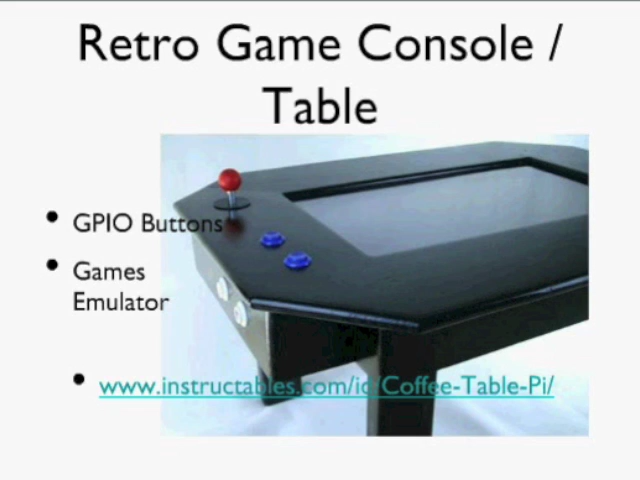 Retro Game Console /
Table
• GPIO Buttons
• Games
Emulator
• www.instructables.com/id/Coffee-Table-Pi/